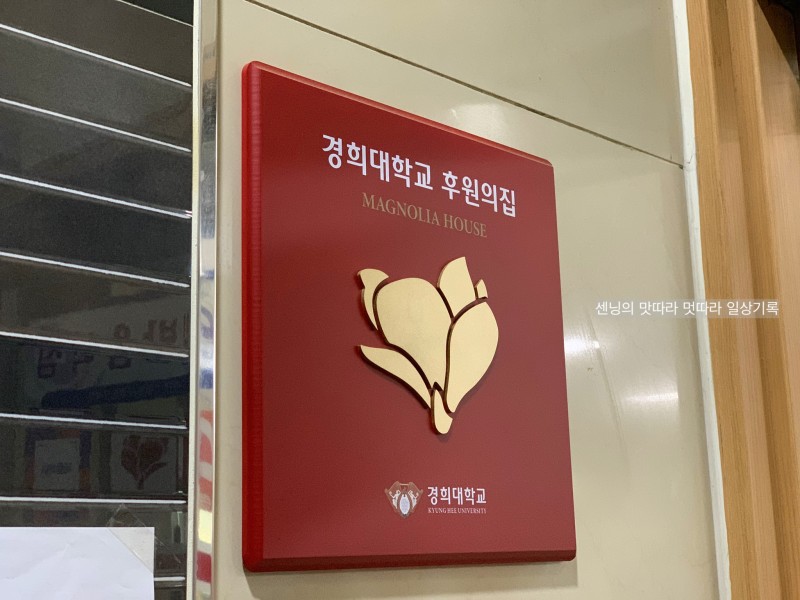 경희대학교 후원의집
MAGNOLIA HOUSE
센닝의 맛따라 멋따라 일상기록
경희대학교
KYUNG HEE UNIVERSITY